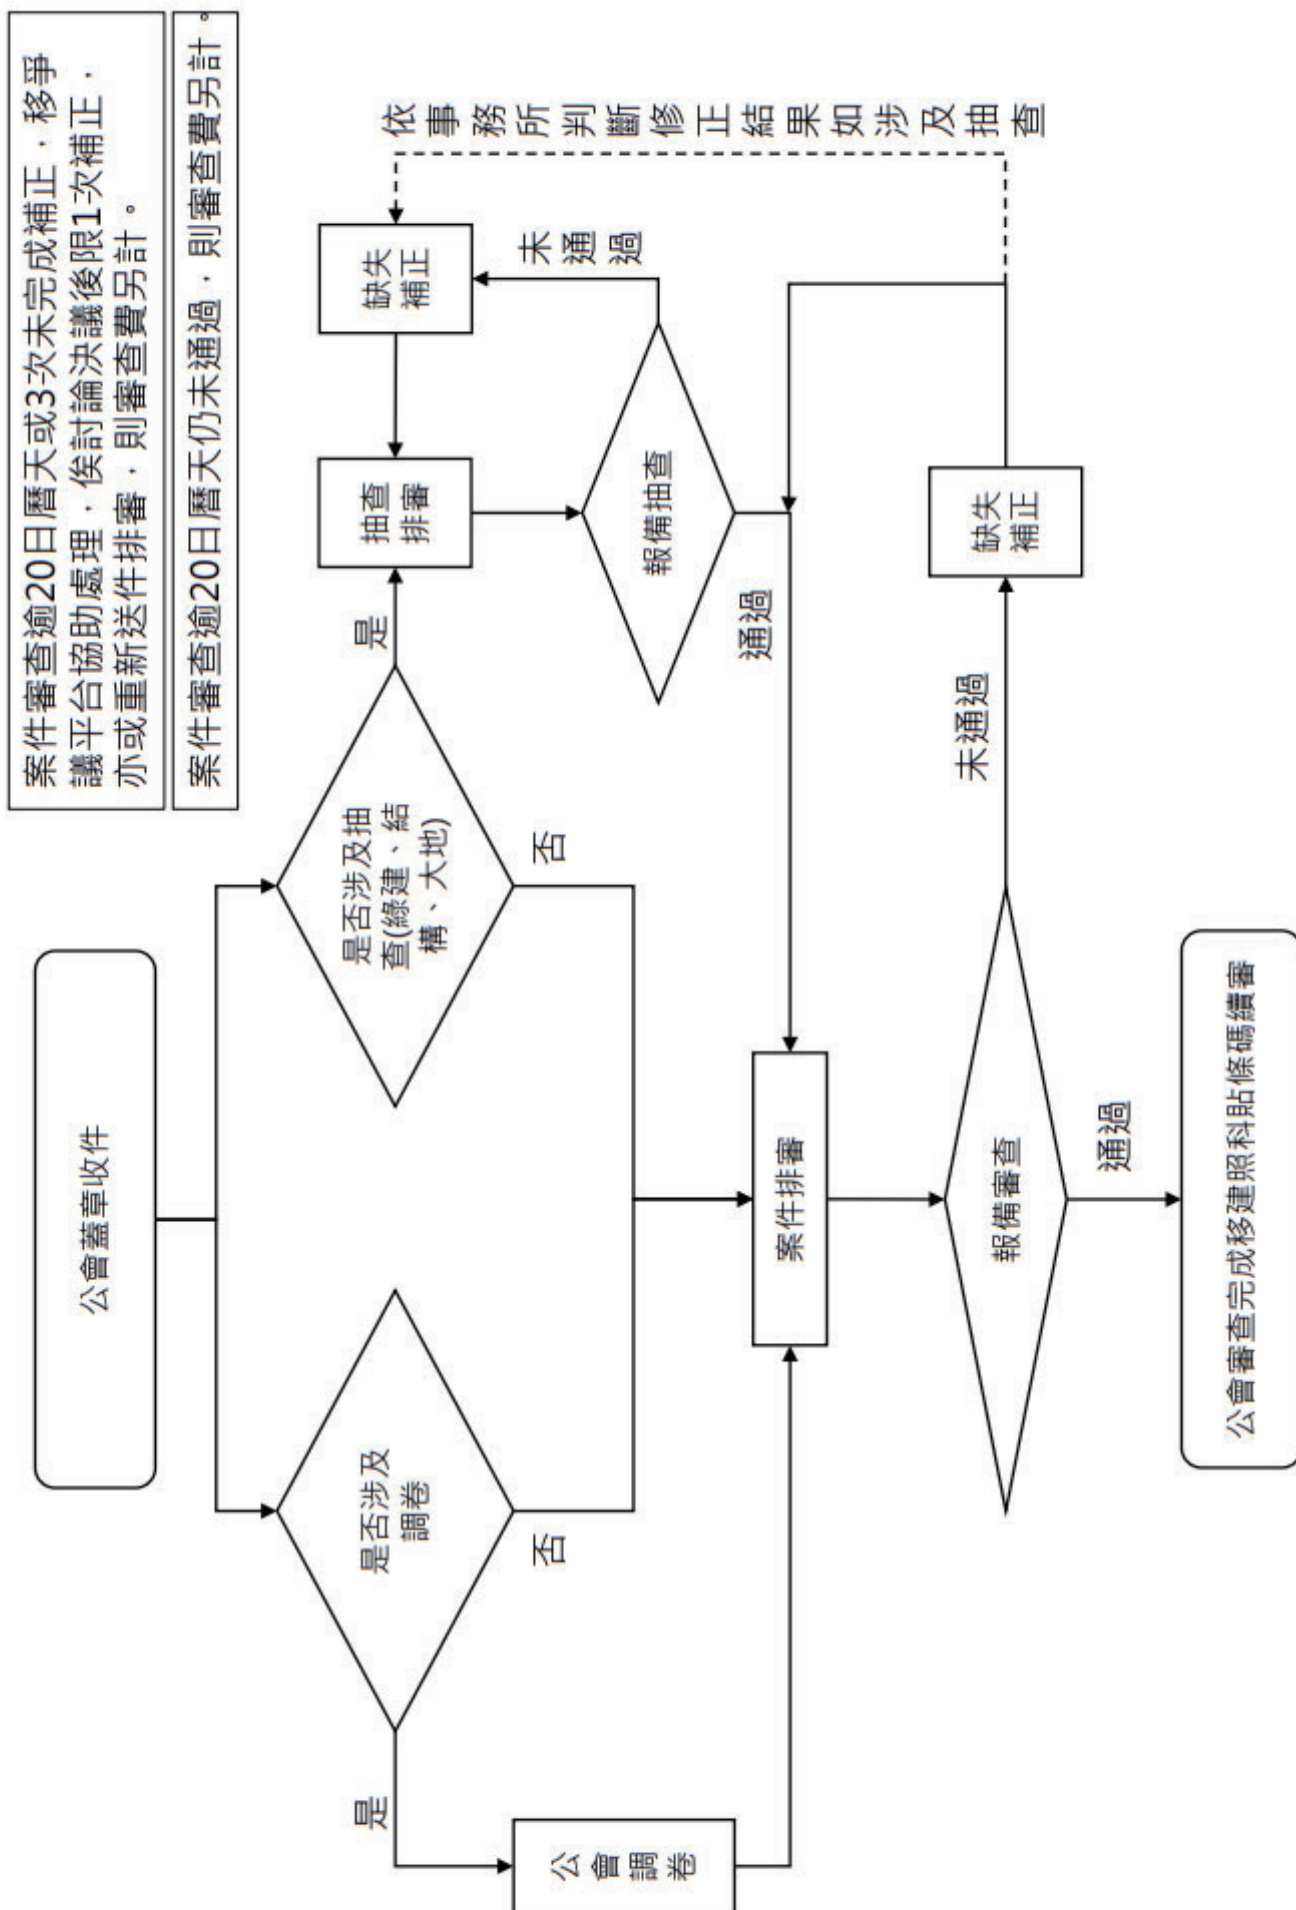 案件審查逾20日曆天或3次未完成補正，移爭
議平台協助處理，俟討論決議後限1次補正，
亦或重新送件排審，則審查費另計。
案件審查逾20日曆天仍未通過，則審查費另計。
公會蓋章收件
是否涉及
調卷
是否涉及抽
查(綠建、結
構、大地)
是
否
是
否
公會
調卷
抽查
排審
缺失
補正
未
通
過
報備抽查
通過
依事務所判斷修正結果如涉及抽查
案件排審
報備審查
未通過
缺失
補正
通過
公會審查完成移建照科貼條碼續審